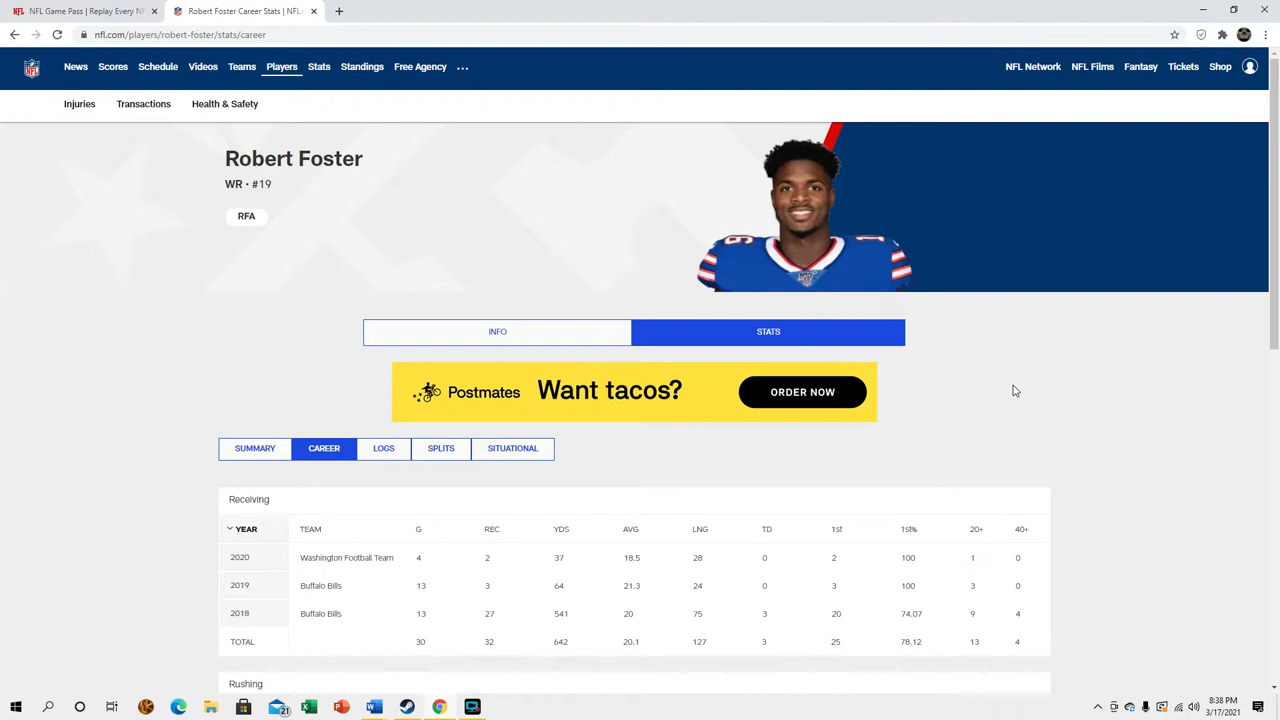 NFL Game Pass | Replay Every NF
Robert Foster Career Stats | NFL.c
nfl.com/players/robert-foster/stats/career
NFL
News Scores Schedule Videos Teams Players Stats Standings Free Agency ... NFL Network NFL Films Fantasy Tickets Shop
Injuries Transactions Health & Safety
Robert Foster
WR • #19
RFA
INFO STATS
Postmates Want tacos? ORDER NOW
SUMMARY CAREER LOGS SPLITS SITUATIONAL
Receiving
YEAR TEAM G REC YDS AVG LNG TD 1st 1st% 20+ 40+
2020 Washington Football Team 4 2 37 18.5 28 0 2 100 1 0
2019 Buffalo Bills 13 3 64 21.3 24 0 3 100 3 0
2018 Buffalo Bills 13 27 541 20 75 3 20 74.07 9 4
TOTAL 30 32 642 20.1 127 3 25 78.12 13 4
Rushing
21
8:38 PM
3/17/2021